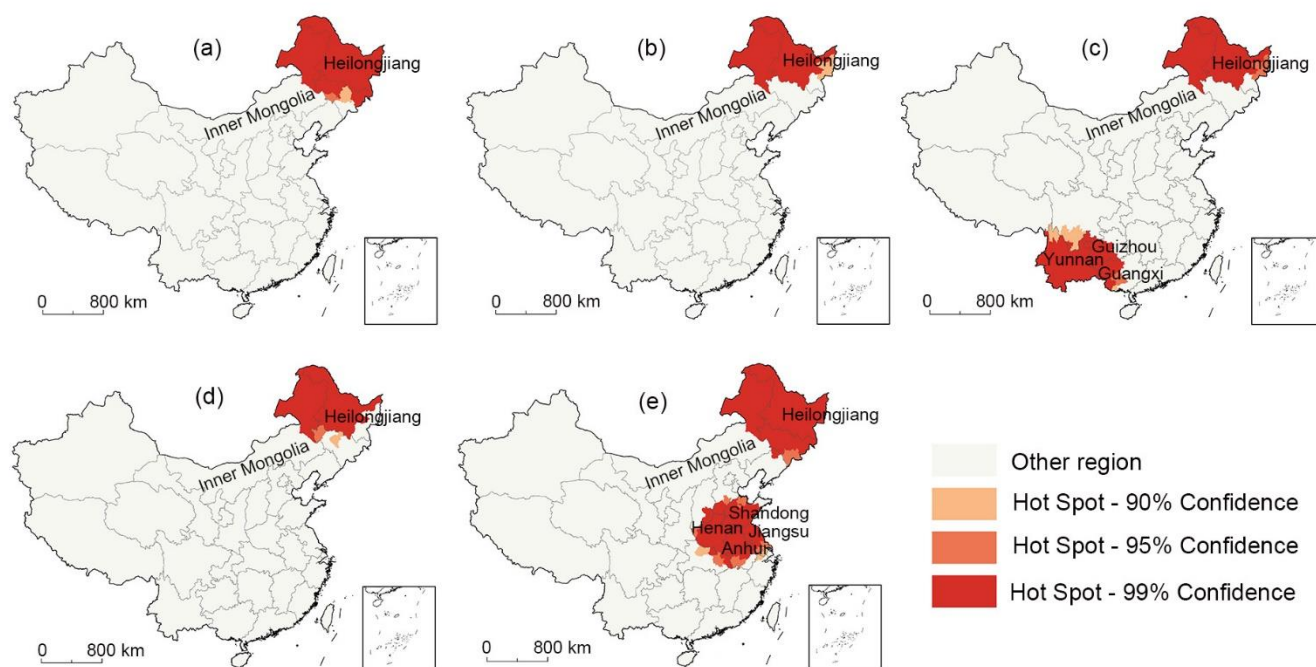 (a)
Heilongjiang
Inner Mongolia
0 800 km
(b)
Heilongjiang
Inner Mongolia
0 800 km
(c)
Heilongjiang
Inner Mongolia
Guizhou
Yunnan
Guangxi
0 800 km
(d)
Heilongjiang
Inner Mongolia
0 800 km
(e)
Heilongjiang
Inner Mongolia
Shandong
Henan
Jiangsu
Anhui
0 800 km
Other region
Hot Spot - 90% Confidence
Hot Spot - 95% Confidence
Hot Spot - 99% Confidence